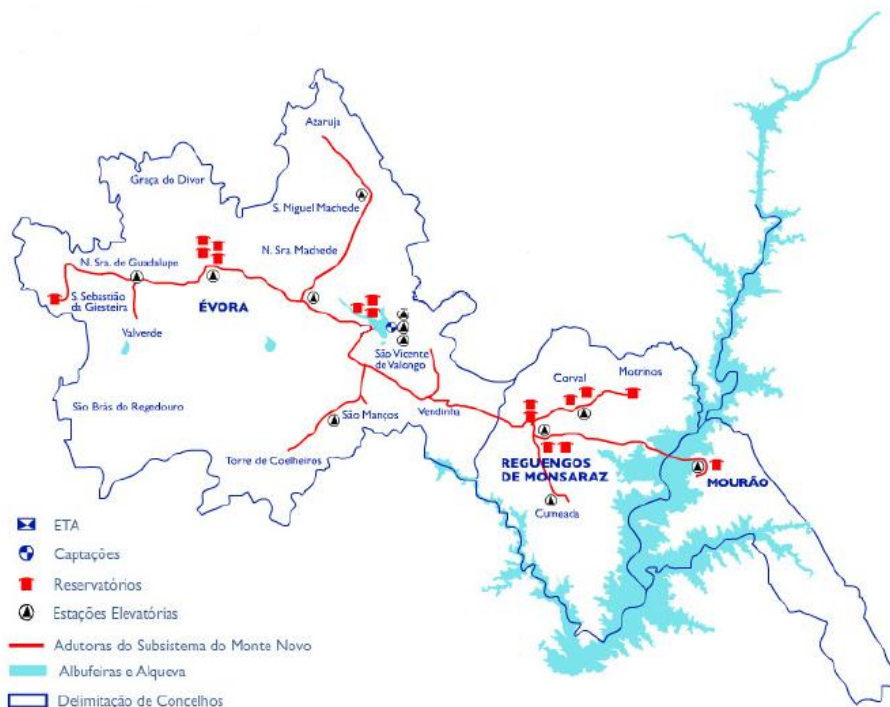 Azaruja
Graça do Divor
S. Miguel Machede
N. Sra. Machede
N. Sra. de Guadalupe
S. Sebastião
da Giesteira
ÉVORA
Valverde
São Vicente
de Valongo
Corval
Motrinos
São Brás do Regedouro
São Manços
Vendinha
Torre de Coelheiros
REGUENGOS
DE MONSARAZ
MOURÃO
Cumeada
ETA
Captações
Reservatórios
Estações Elevatórias
Adutoras do Subsistema do Monte Novo
Albufeiras e Alqueva
Delimitação de Concelhos